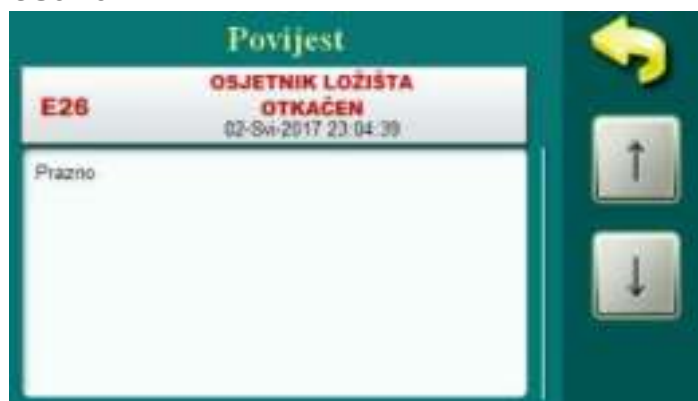 Povijest
E26
OSJETNIK LOŽIŠTA
OTKAČEN
02-Svi-2017 23:04:39
Prazno